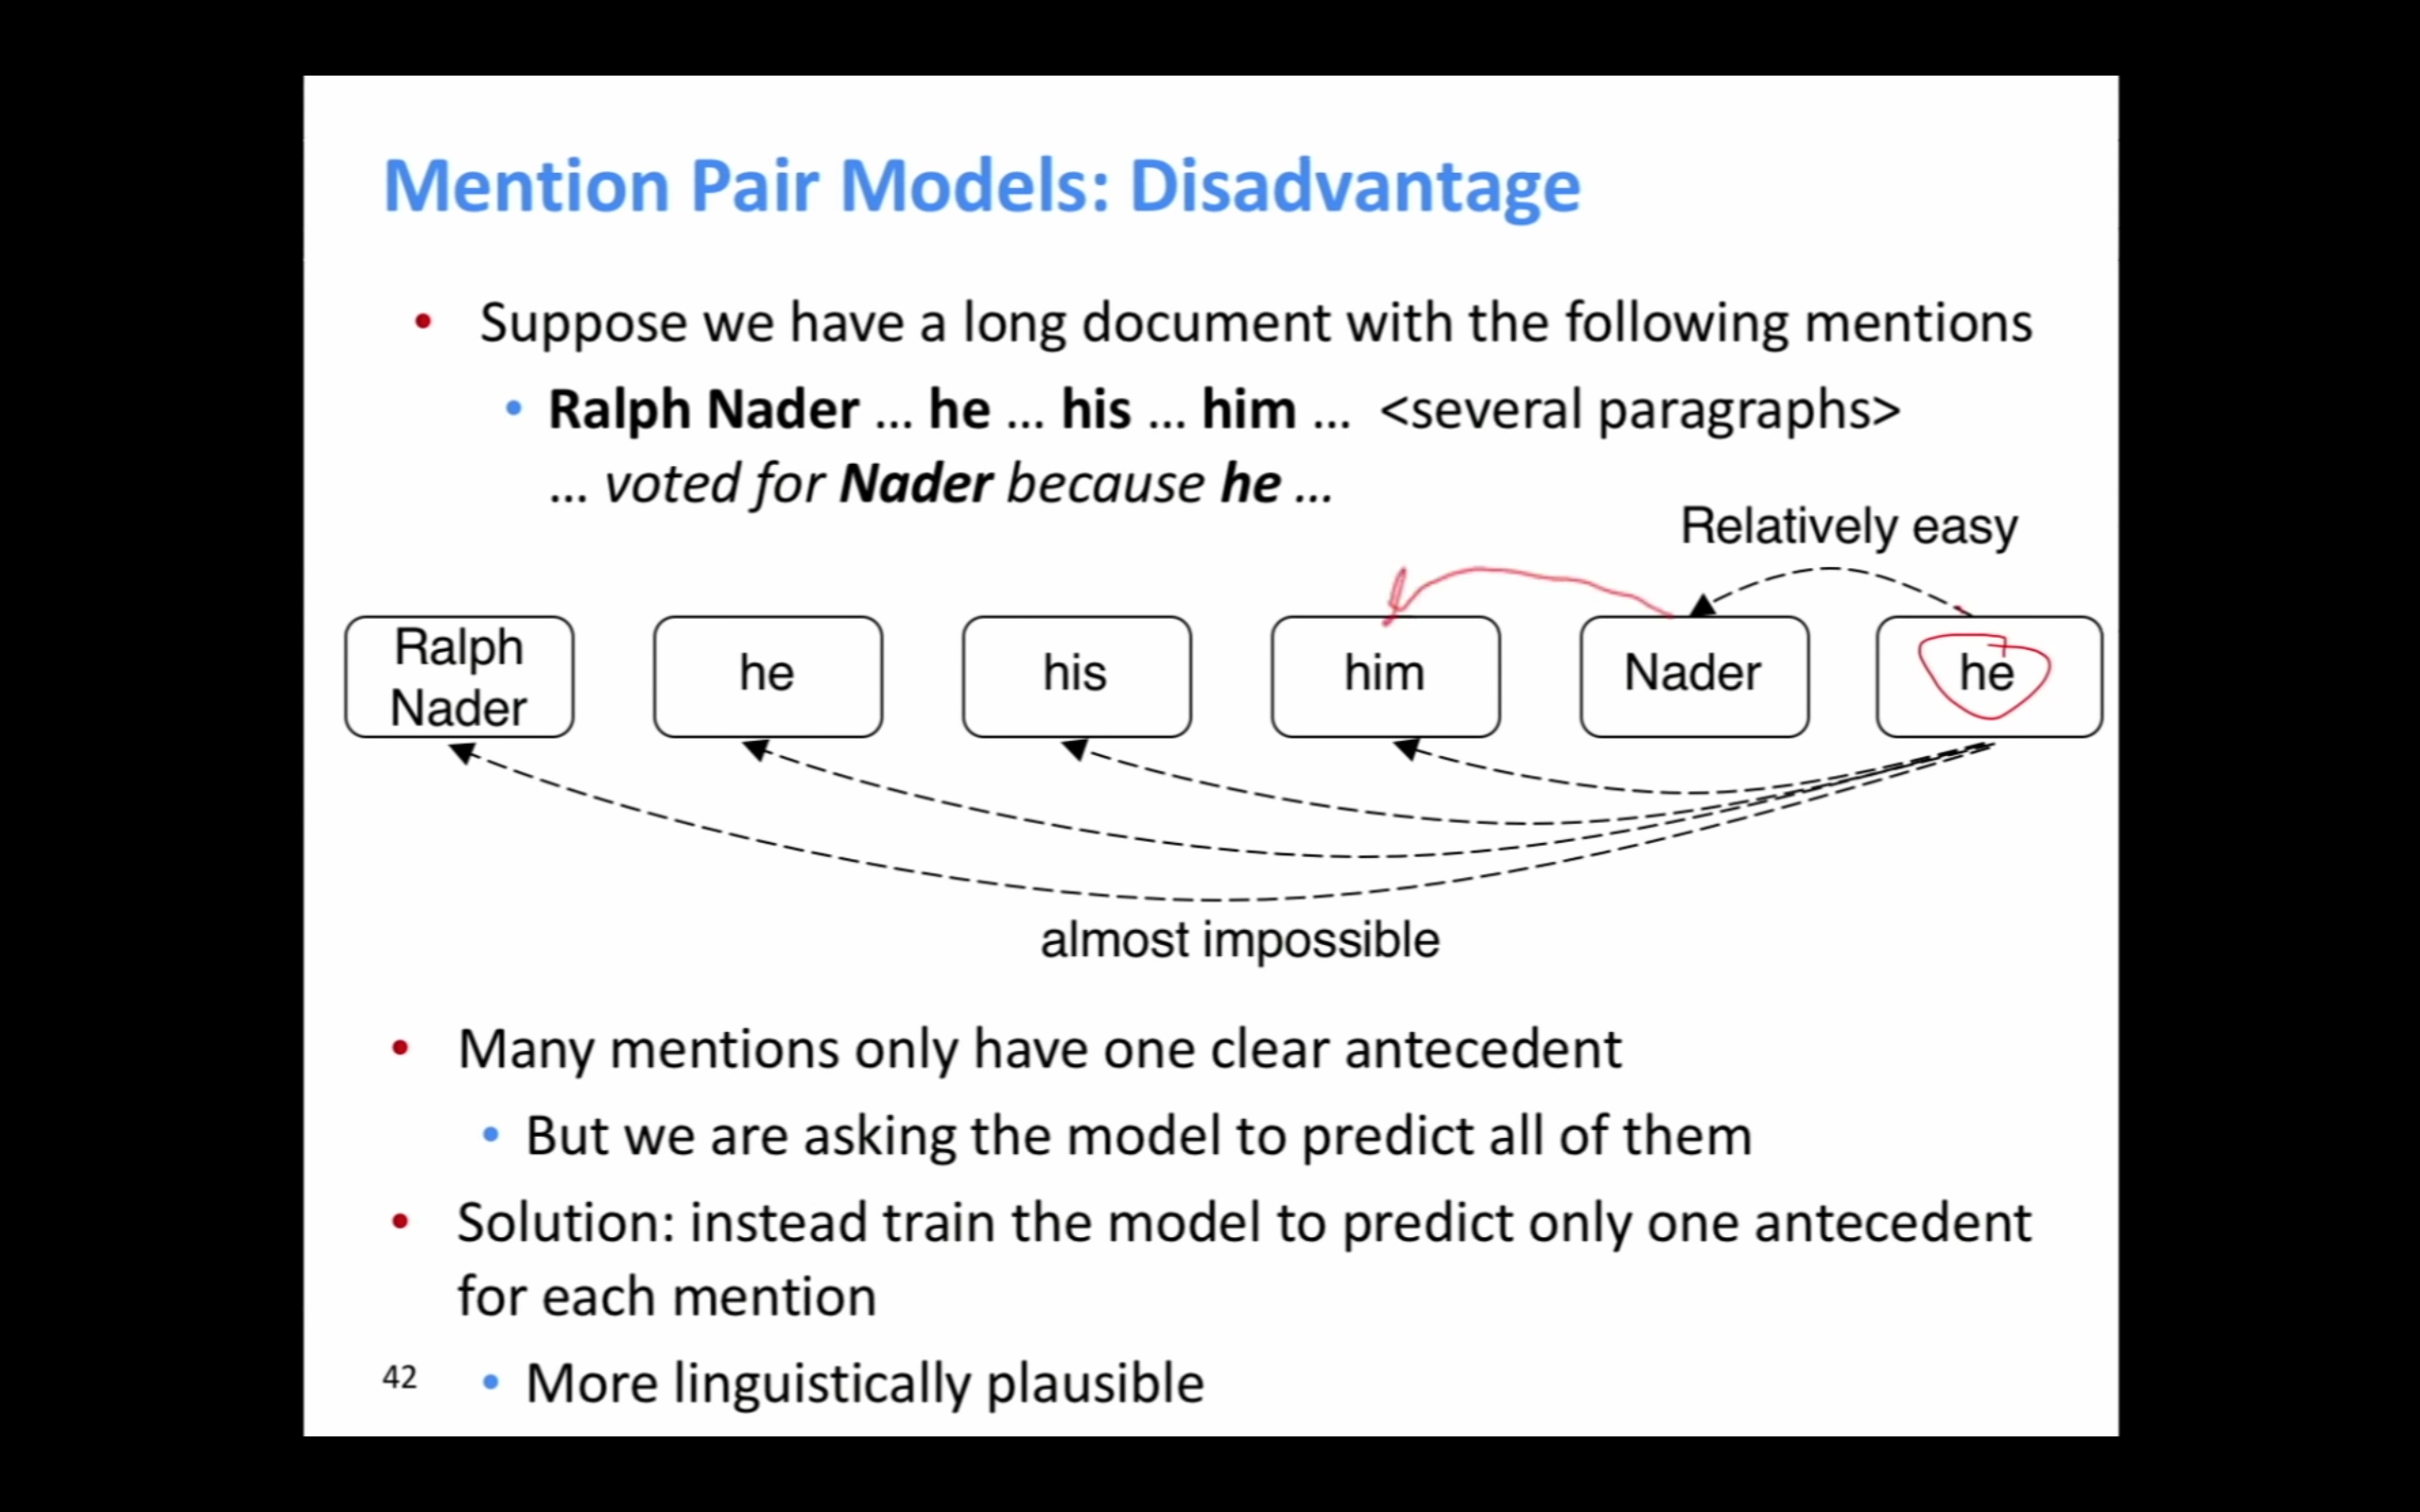 Mention Pair Models: Disadvantage
• Suppose we have a long document with the following mentions
• Ralph Nader ... he ... his ... him ... <several paragraphs>
... voted for Nader because he ...
Relatively easy
Ralph
Nader
he
his
him
Nader
he
almost impossible
• Many mentions only have one clear antecedent
• But we are asking the model to predict all of them
• Solution: instead train the model to predict only one antecedent
for each mention
42
• More linguistically plausible